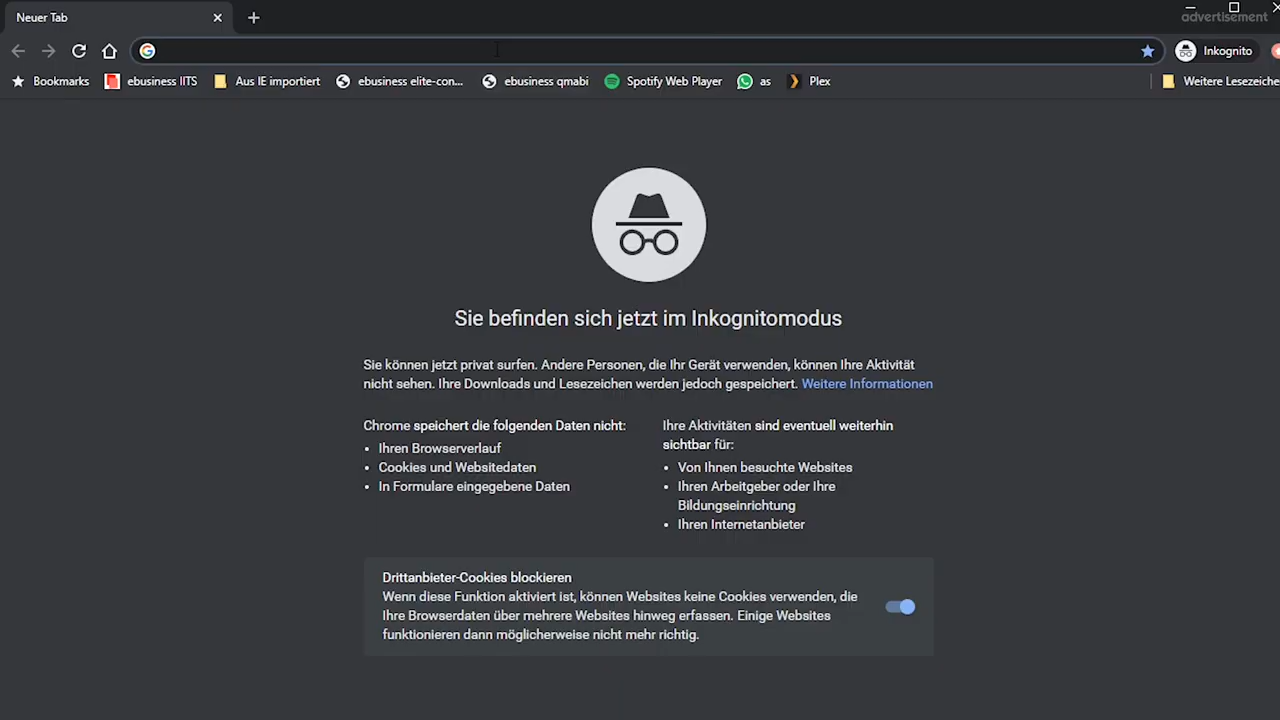 Neuer Tab
advertisement
Inkognito
Bookmarks
ebusiness IITS
Aus IE importiert
ebusiness elite-con...
ebusiness qmabi
Spotify Web Player
as
Plex
Weitere Lesezeiche
Sie befinden sich jetzt im Inkognitomodus
Sie können jetzt privat surfen. Andere Personen, die Ihr Gerät verwenden, können Ihre Aktivität
nicht sehen. Ihre Downloads und Lesezeichen werden jedoch gespeichert. Weitere Informationen
Chrome speichert die folgenden Daten nicht:
Ihren Browserverlauf
Cookies und Websitedaten
In Formulare eingegebene Daten
Ihre Aktivitäten sind eventuell weiterhin
sichtbar für:
Von Ihnen besuchte Websites
Ihren Arbeitgeber oder Ihre
Bildungseinrichtung
Ihren Internetanbieter
Drittanbieter-Cookies blockieren
Wenn diese Funktion aktiviert ist, können Websites keine Cookies verwenden, die
Ihre Browserdaten über mehrere Websites hinweg erfassen. Einige Websites
funktionieren dann möglicherweise nicht mehr richtig.